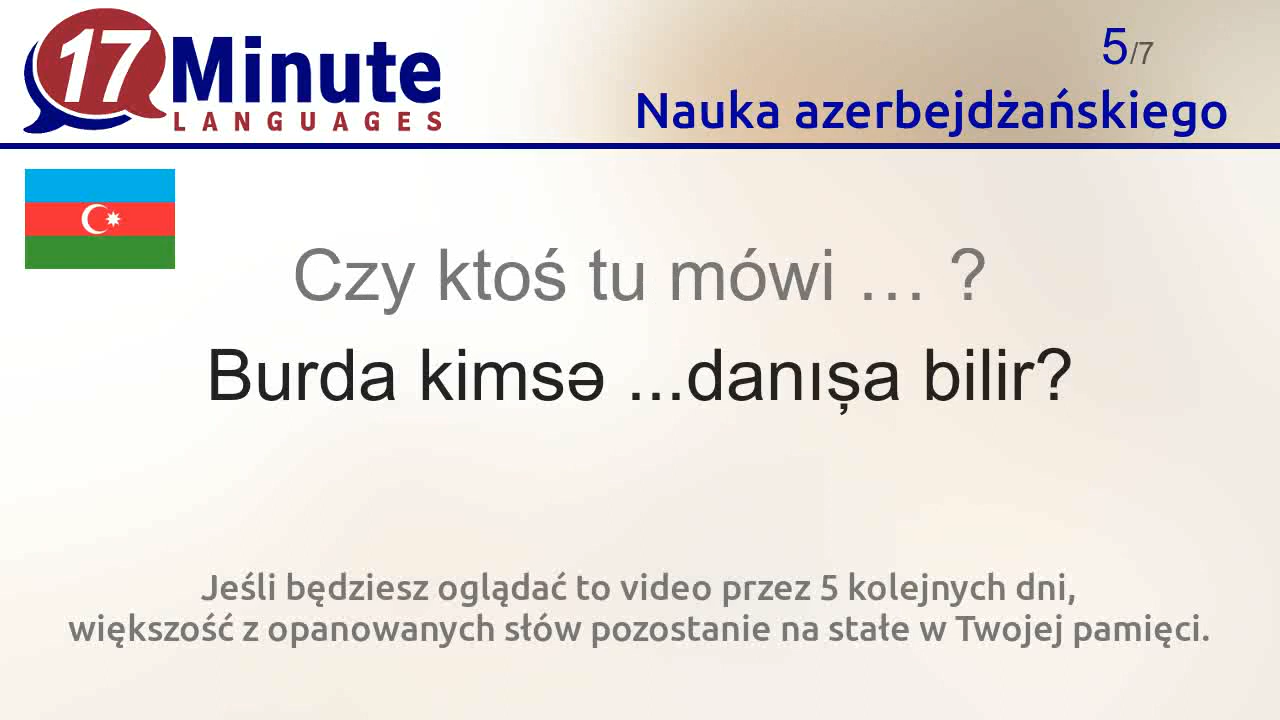 17 Minute
LANGUAGES
5/7
Nauka azerbejdżańskiego
Czy ktoś tu mówi … ?
Burda kimsə ...danışa bilir?
Jeśli będziesz oglądać to video przez 5 kolejnych dni,
większość z opanowanych słów pozostanie na stałe w Twojej pamięci.